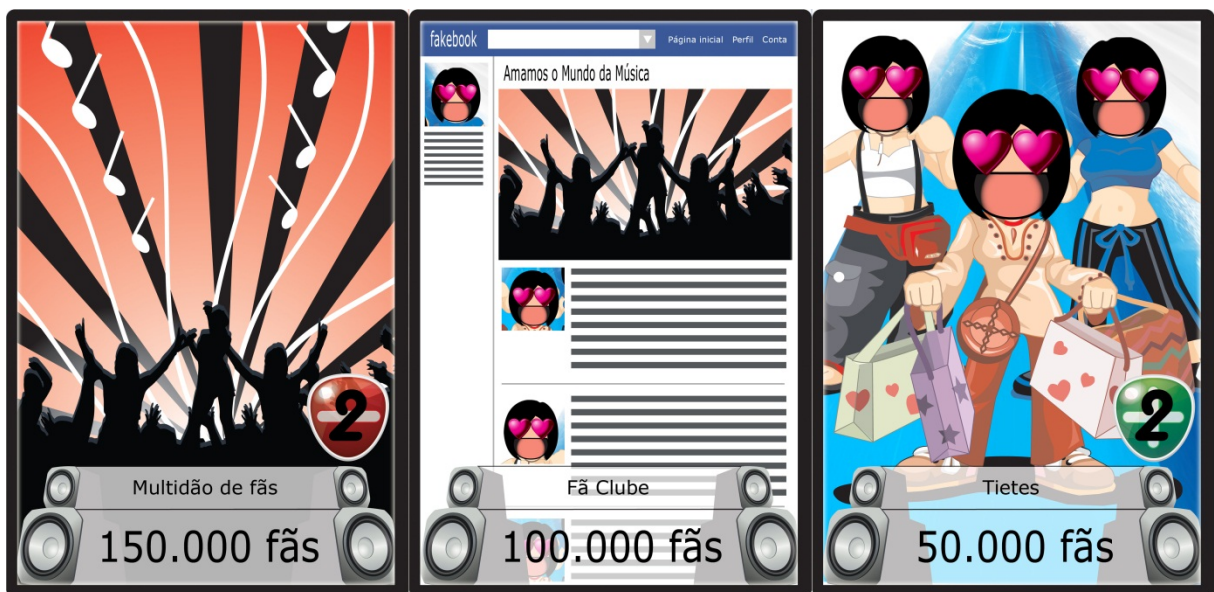 2
Multidão de fãs
150.000 fãs
fakebook Página inicial Perfil Conta
Amamos o Mundo da Música
Fã Clube
100.000 fãs
2
Tietes
50.000 fãs